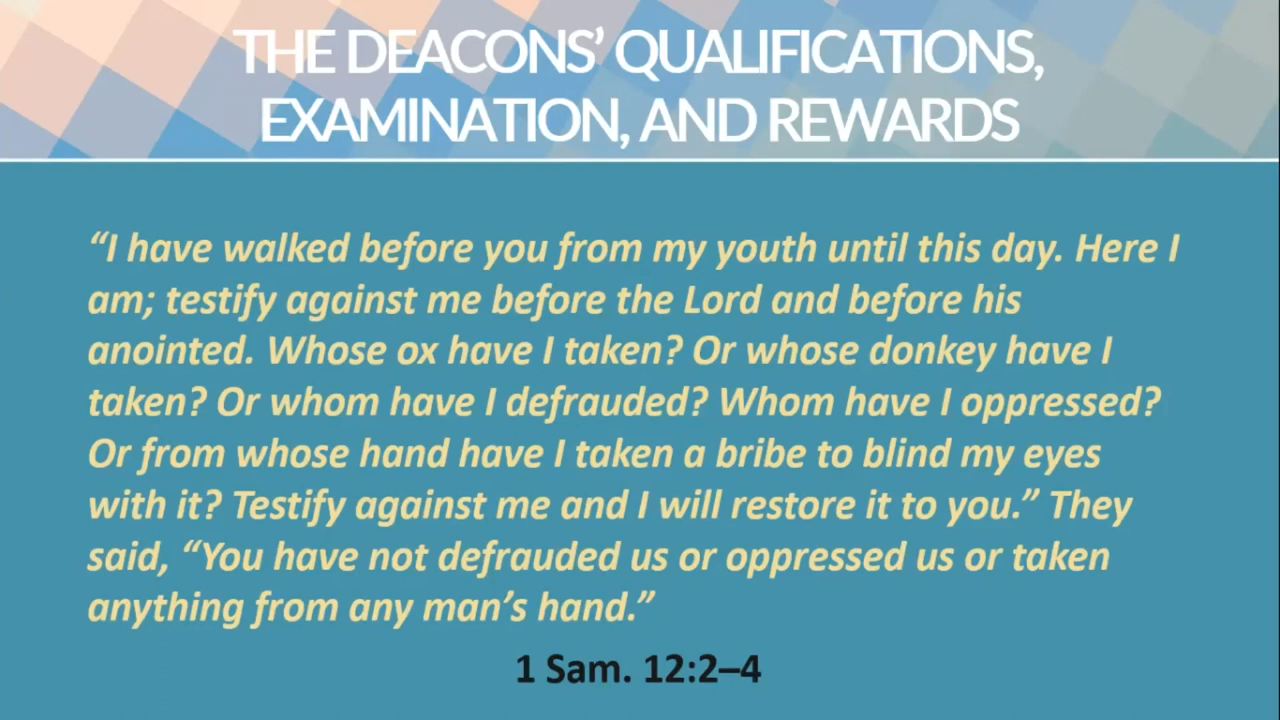 THE DEACONS’ QUALIFICATIONS,
EXAMINATION, AND REWARDS
“I have walked before you from my youth until this day. Here I
am; testify against me before the Lord and before his
anointed. Whose ox have I taken? Or whose donkey have I
taken? Or whom have I defrauded? Whom have I oppressed?
Or from whose hand have I taken a bribe to blind my eyes
with it? Testify against me and I will restore it to you.” They
said, “You have not defrauded us or oppressed us or taken
anything from any man’s hand.”
1 Sam. 12:2–4